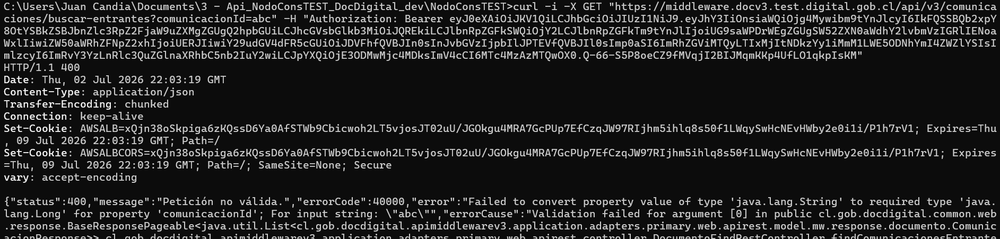 C:\Users\Juan Candia\Documents\3 - Api_NodoConsTEST_DocDigital_dev\NodoConsTEST>curl -i -X GET "https://middleware.docv3.test.digital.gob.cl/api/v3/comunica
ciones/buscar-entrantes?comunicacionId=abc" -H "Authorization: Bearer eyJ0eXAiOiJKV1QiLCJhbGciOiJIUzI1NiJ9.eyJhY3IiOnsiaWQiOjg4Mywibm9tYnJlcyI6IkFQSSBQb2xpY
8OtYSBkZSBJbnZlc3RpZ2FjaW9uZXMgZGUgQ2hpbGUiLCJhcGVsbGlkb3MiOiJQREkiLCJlbnRpZGFkSWQiOjY2LCJlbnRpZGFkTm9tYnJlIjoiUG9saWPDrWEgZGUgSW52ZXN0aWdhY2lvbmVzIGRlIENoa
WxlIiwiZW50aWRhZFNpZ2xhIjoiUERJIiwiY29udGV4dFR5cGUiOiJDVFhfQVBJIn0sInJvbGVzIjpbIlJPTEVfQVBJIl0sImp0aSI6ImRhZGViMTQyLTIxMjItNDkzYy1iMmM1LWE5ODNhYmI4ZWZlYSIsI
mlzcyI6ImRvY3YzLnRlc3QuZGlnaXRhbC5nb2IuY2wiLCJpYXQiOjE3ODMwMjc4MDksImV4cCI6MTc4MzAzMTQwOX0.Q-66-S5P8oeCZ9fMVqjI2BIJMqmKKp4UfLO1qkpIsKM"
HTTP/1.1 400
Date: Thu, 02 Jul 2026 22:03:19 GMT
Content-Type: application/json
Transfer-Encoding: chunked
Connection: keep-alive
Set-Cookie: AWSALB=xQjn38oSkpiga6zKQssD6Ya0AfSTWb9Cbicwoh2LT5vjosJT02uU/JGOkgu4MRA7GcPUp7EfCzqJW97RIjhm5ihlq8s50f1LWqySwHcNEvHWby2e0i1i/P1h7rV1; Expires=Thu
, 09 Jul 2026 22:03:19 GMT; Path=/
Set-Cookie: AWSALBCORS=xQjn38oSkpiga6zKQssD6Ya0AfSTWb9Cbicwoh2LT5vjosJT02uU/JGOkgu4MRA7GcPUp7EfCzqJW97RIjhm5ihlq8s50f1LWqySwHcNEvHWby2e0i1i/P1h7rV1; Expires
=Thu, 09 Jul 2026 22:03:19 GMT; Path=/; SameSite=None; Secure
vary: accept-encoding
{"status":400,"message":"Petición no válida.","errorCode":40000,"error":"Failed to convert property value of type 'java.lang.String' to required type 'java.
lang.Long' for property 'comunicacionId'; For input string: \"abc\"","errorCause":"Validation failed for argument [0] in public cl.gob.docdigital.common.web
.response.BaseResponsePageable<java.util.List<cl.gob.docdigital.apimiddlewarev3.application.adapters.primary.web.apirest.model.mw.response.documento.Comunic
acionResponse>> cl.gob.docdigital.apimiddlewarev3.application.adapters.primary.web.apirest.controller.DocumentoFindRestController.findComunicacionesEntrante